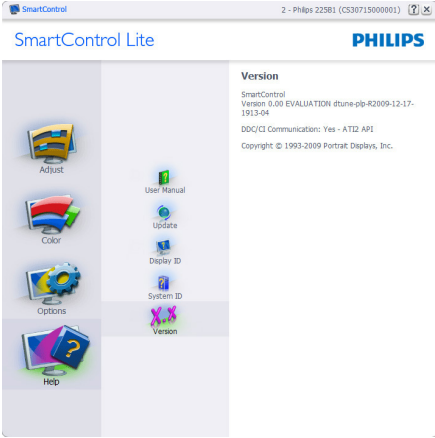 SmartControl
2 - Philips 225B1 (CS30715000001)
SmartControl Lite
PHILIPS
Version
SmartControl
Version 0.00 EVALUATION dtune-plp-R2009-12-17-
1913-04
DDC/CI Communication: Yes - ATI2 API
Copyright © 1993-2009 Portrait Displays, Inc.
Adjust
Color
Options
Help
User Manual
Update
Display ID
System ID
X.X
Version